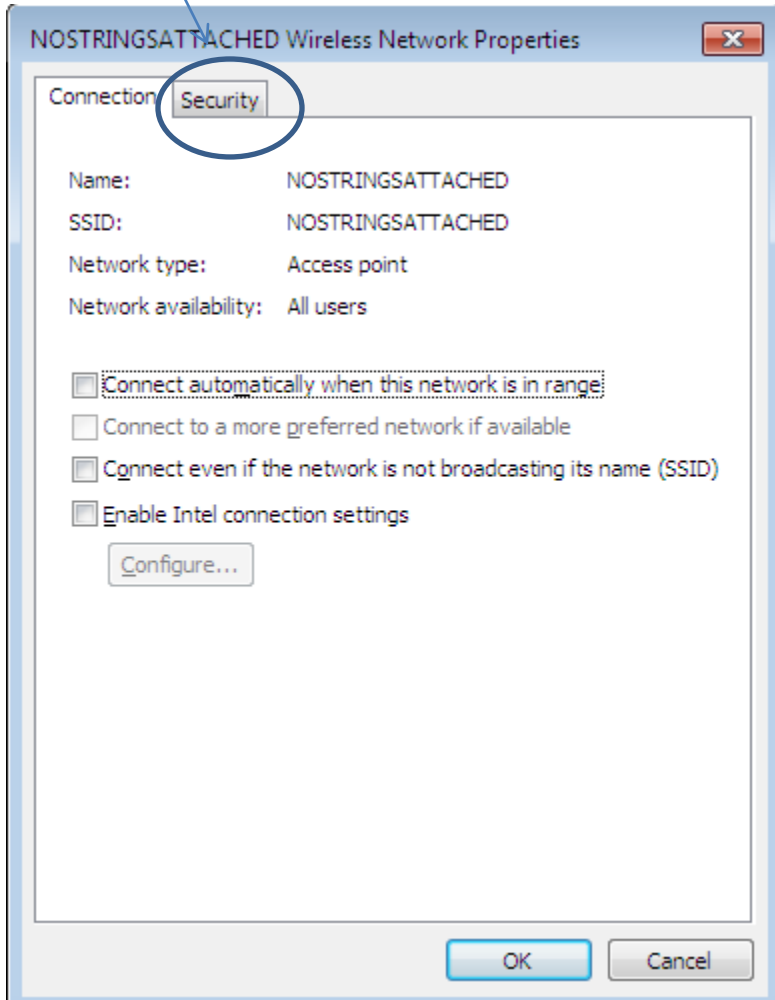 NOSTRINGSATTACHED Wireless Network Properties
Connection Security
Name: NOSTRINGSATTACHED
SSID: NOSTRINGSATTACHED
Network type: Access point
Network availability: All users
Connect automatically when this network is in range
Connect to a more preferred network if available
Connect even if the network is not broadcasting its name (SSID)
Enable Intel connection settings
Configure...
OK Cancel